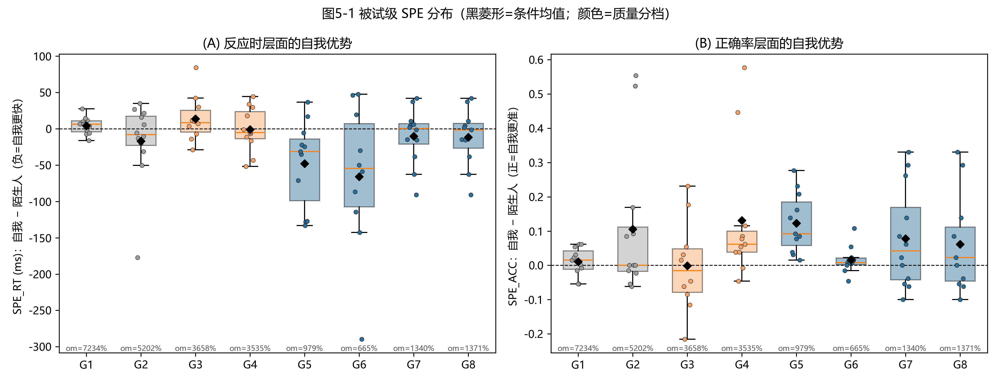 图5-1 被试级 SPE 分布（黑菱形=条件均值；颜色=质量分档）
(A) 反应时层面的自我优势
SPE_RT (ms)：自我 − 陌生人（负=自我更快）
100
50
0
-50
-100
-150
-200
-250
-300
om=7234% om=5202% om=3658% om=3535% om=979% om=665% om=1340% om=1371%
G1 G2 G3 G4 G5 G6 G7 G8
(B) 正确率层面的自我优势
SPE_ACC：自我 − 陌生人（正=自我更准）
0.6
0.5
0.4
0.3
0.2
0.1
0.0
-0.1
-0.2
om=7234% om=5202% om=3658% om=3535% om=979% om=665% om=1340% om=1371%
G1 G2 G3 G4 G5 G6 G7 G8